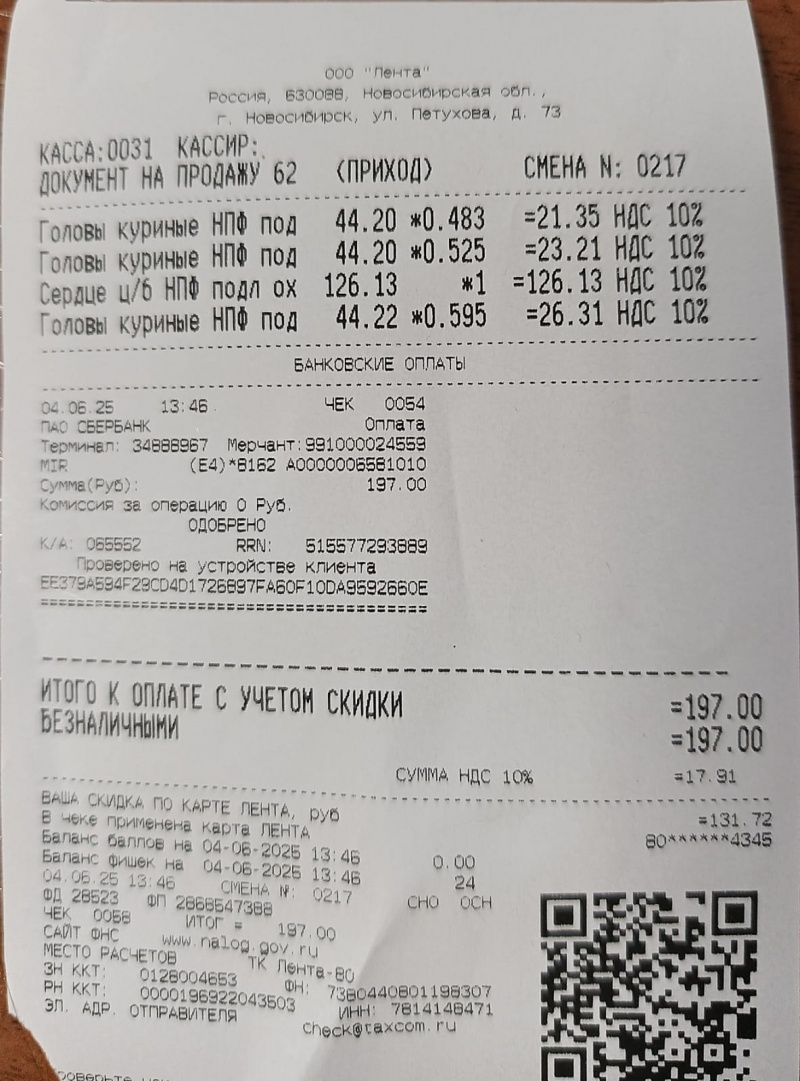 ООО "Лента"
Россия, 630088, Новосибирская обл.,
г. Новосибирск, ул. Петухова, д. 73
КАССА:0031 КАССИР:
ДОКУМЕНТ НА ПРОДАЖУ 62 <ПРИХОД> СМЕНА N: 0217
Головы куриные НПФ под 44.20 *0.483 =21.35 НДС 10%
Головы куриные НПФ под 44.20 *0.525 =23.21 НДС 10%
Сердце ц/б НПФ подл ох 126.13 *1 =126.13 НДС 10%
Головы куриные НПФ под 44.22 *0.595 =26.31 НДС 10%
БАНКОВСКИЕ ОПЛАТЫ
04.06.25 13:46 ЧЕК 0054
ПАО СБЕРБАНК Оплата
Терминал: 34888967 Мерчант:991000024559
MIR (E4)*8162 A0000006581010
Сумма(Руб): 197.00
Комиссия за операцию 0 Руб.
ОДОБРЕНО
К/А: 065552 RRN: 515577293889
Проверено на устройстве клиента
EE379A594F29CD4D1726897FA60F10DA9592660E
========================================
ИТОГО К ОПЛАТЕ С УЧЕТОМ СКИДКИ =197.00
БЕЗНАЛИЧНЫМИ =197.00
СУММА НДС 10% =17.91
ВАША СКИДКА ПО КАРТЕ ЛЕНТА, руб =131.72
В чеке применена карта ЛЕНТА 80******4345
Баланс баллов на 04-06-2025 13:46 0.00
Баланс фишек на 04-06-2025 13:46 24
04.06.25 13:46 СМЕНА №: 0217 СНО ОСН
ФД 28523 ФП 2868547388
ЧЕК 0058 ИТОГ = 197.00
САЙТ ФНС www.nalog.gov.ru
МЕСТО РАСЧЕТОВ ТК Лента-80
ЗН ККТ: 0128004653 ФН: 7380440801198307
РН ККТ: 0000196922043503 ИНН: 7814148471
ЭЛ. АДР. ОТПРАВИТЕЛЯ check@taxcom.ru